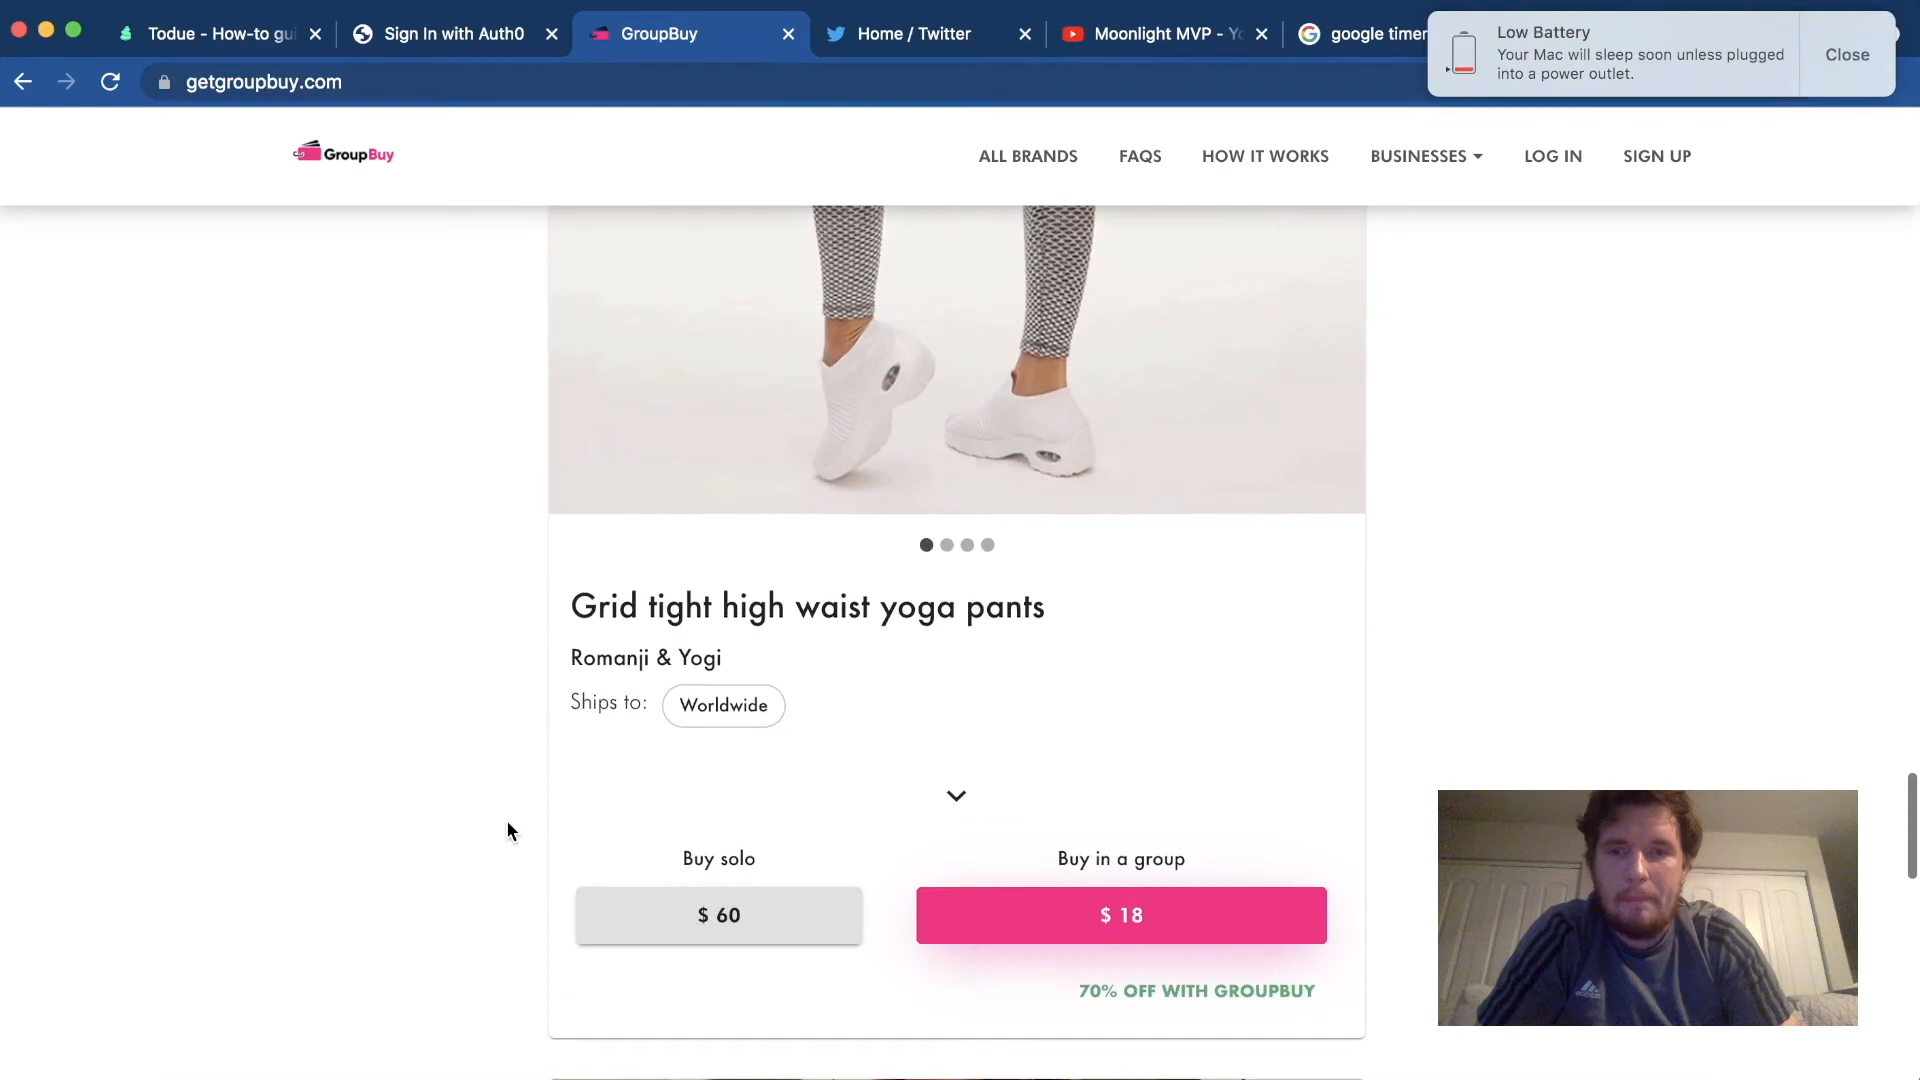 Todue - How-to gui
Sign In with Auth0
GroupBuy
Home / Twitter
Moonlight MVP - Yo
google timer
Low Battery
Your Mac will sleep soon unless plugged
into a power outlet.
Close
getgroupbuy.com
GroupBuy
ALL BRANDS
FAQS
HOW IT WORKS
BUSINESSES
LOG IN
SIGN UP
Grid tight high waist yoga pants
Romanji & Yogi
Ships to:
Worldwide
Buy solo
Buy in a group
$ 60
$ 18
70% OFF WITH GROUPBUY
adidas